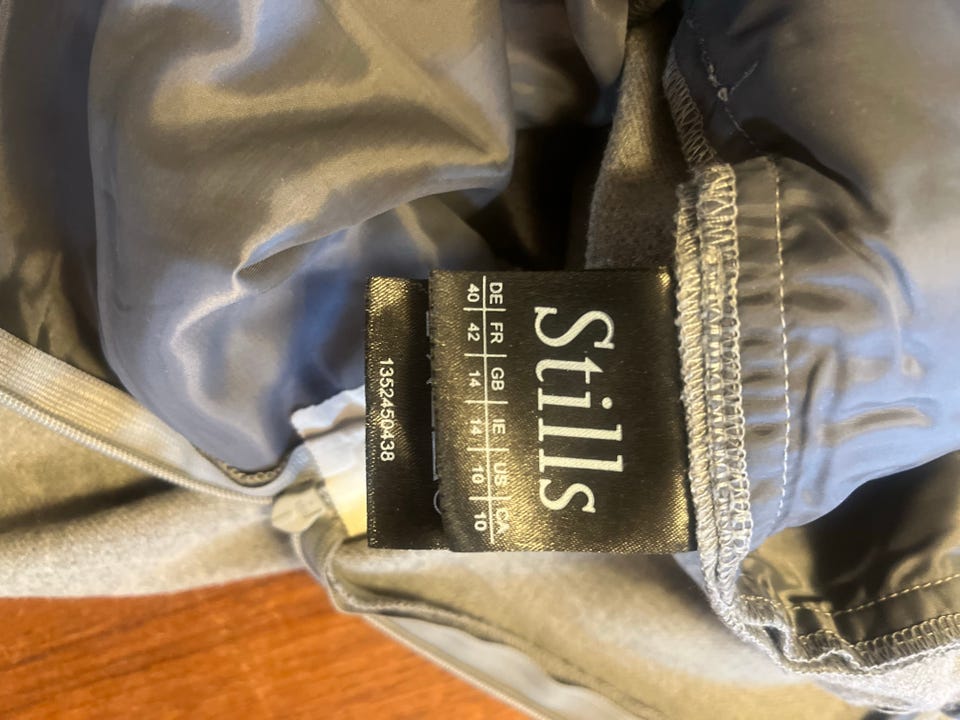 Stills
DE FR GB IE US CA
40 42 14 14 10 10
1352450438